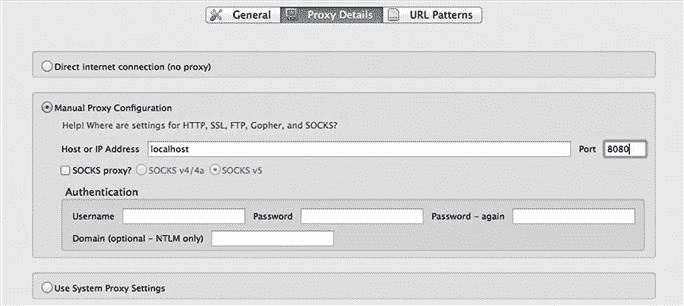 General Proxy Details URL Patterns
Direct internet connection (no proxy)
Manual Proxy Configuration
Help! Where are settings for HTTP, SSL, FTP, Gopher, and SOCKS?
Host or IP Address localhost Port 8080
SOCKS proxy? SOCKS v4/4a SOCKS v5
Authentication
Username Password Password - again
Domain (optional - NTLM only)
Use System Proxy Settings